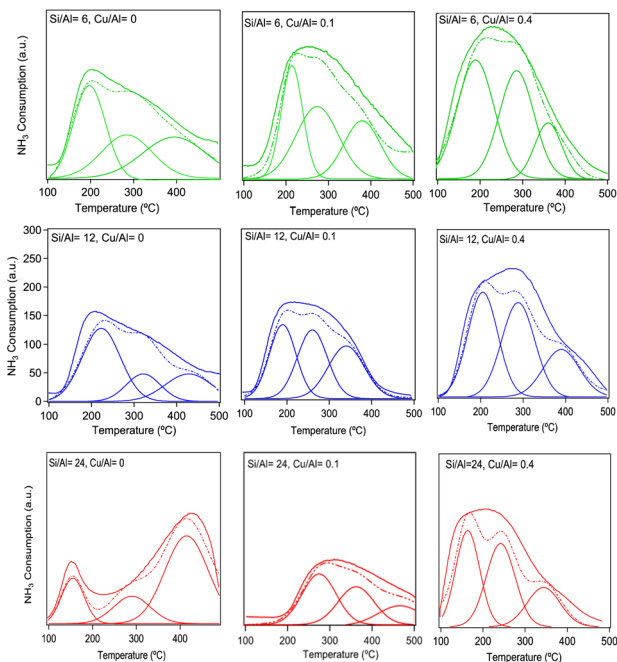 Si/Al= 6, Cu/Al= 0
Si/Al= 6, Cu/Al= 0.1
Si/Al= 6, Cu/Al= 0.4
NH3 Consumption (a.u.)
100 200 300 400
100 200 300 400 500
100 200 300 400 500
Temperature (ºC)
Temperature (ºC)
Temperature (ºC)
Si/Al= 12, Cu/Al= 0
Si/Al= 12, Cu/Al= 0.1
Si/Al= 12, Cu/Al= 0.4
NH3 Consumption (a.u.)
300
250
200
150
100
50
0
100 200 300 400 500
100 200 300 400 500
100 200 300 400 500
Temperature (ºC)
Temperature (ºC)
Temperature (ºC)
Si/Al= 24, Cu/Al= 0
Si/Al= 24, Cu/Al= 0.1
Si/Al=24, Cu/Al= 0.4
NH3 Consumption (a.u.)
100 200 300 400
100 200 300 400 500
100 200 300 400 500
Temperature (ºC)
Temperature (ºC)
Temperature (ºC)